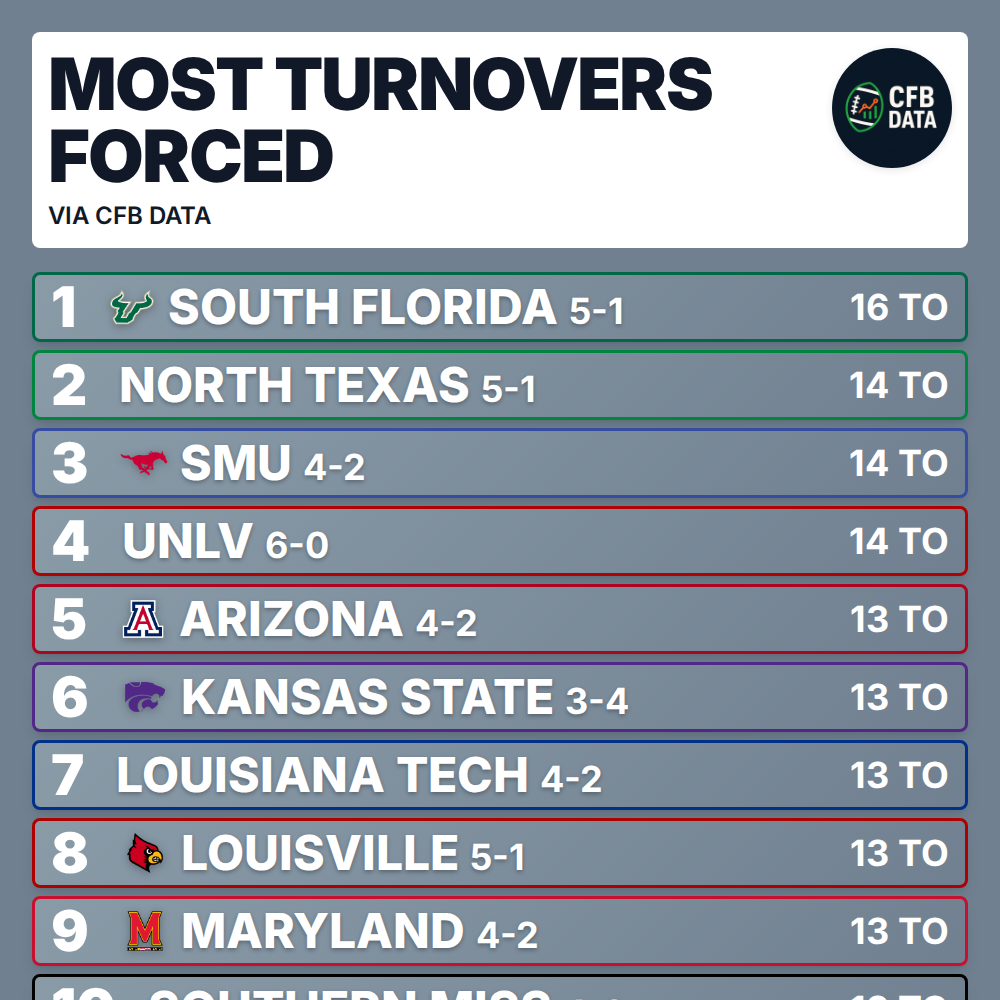 MOST TURNOVERS
FORCED
VIA CFB DATA
CFB
DATA
1 SOUTH FLORIDA 5-1 16 TO
2 NORTH TEXAS 5-1 14 TO
3 SMU 4-2 14 TO
4 UNLV 6-0 14 TO
5 A ARIZONA 4-2 13 TO
6 KANSAS STATE 3-4 13 TO
7 LOUISIANA TECH 4-2 13 TO
8 LOUISVILLE 5-1 13 TO
9 M MARYLAND 4-2 13 TO
10 SOUTHERN MISS